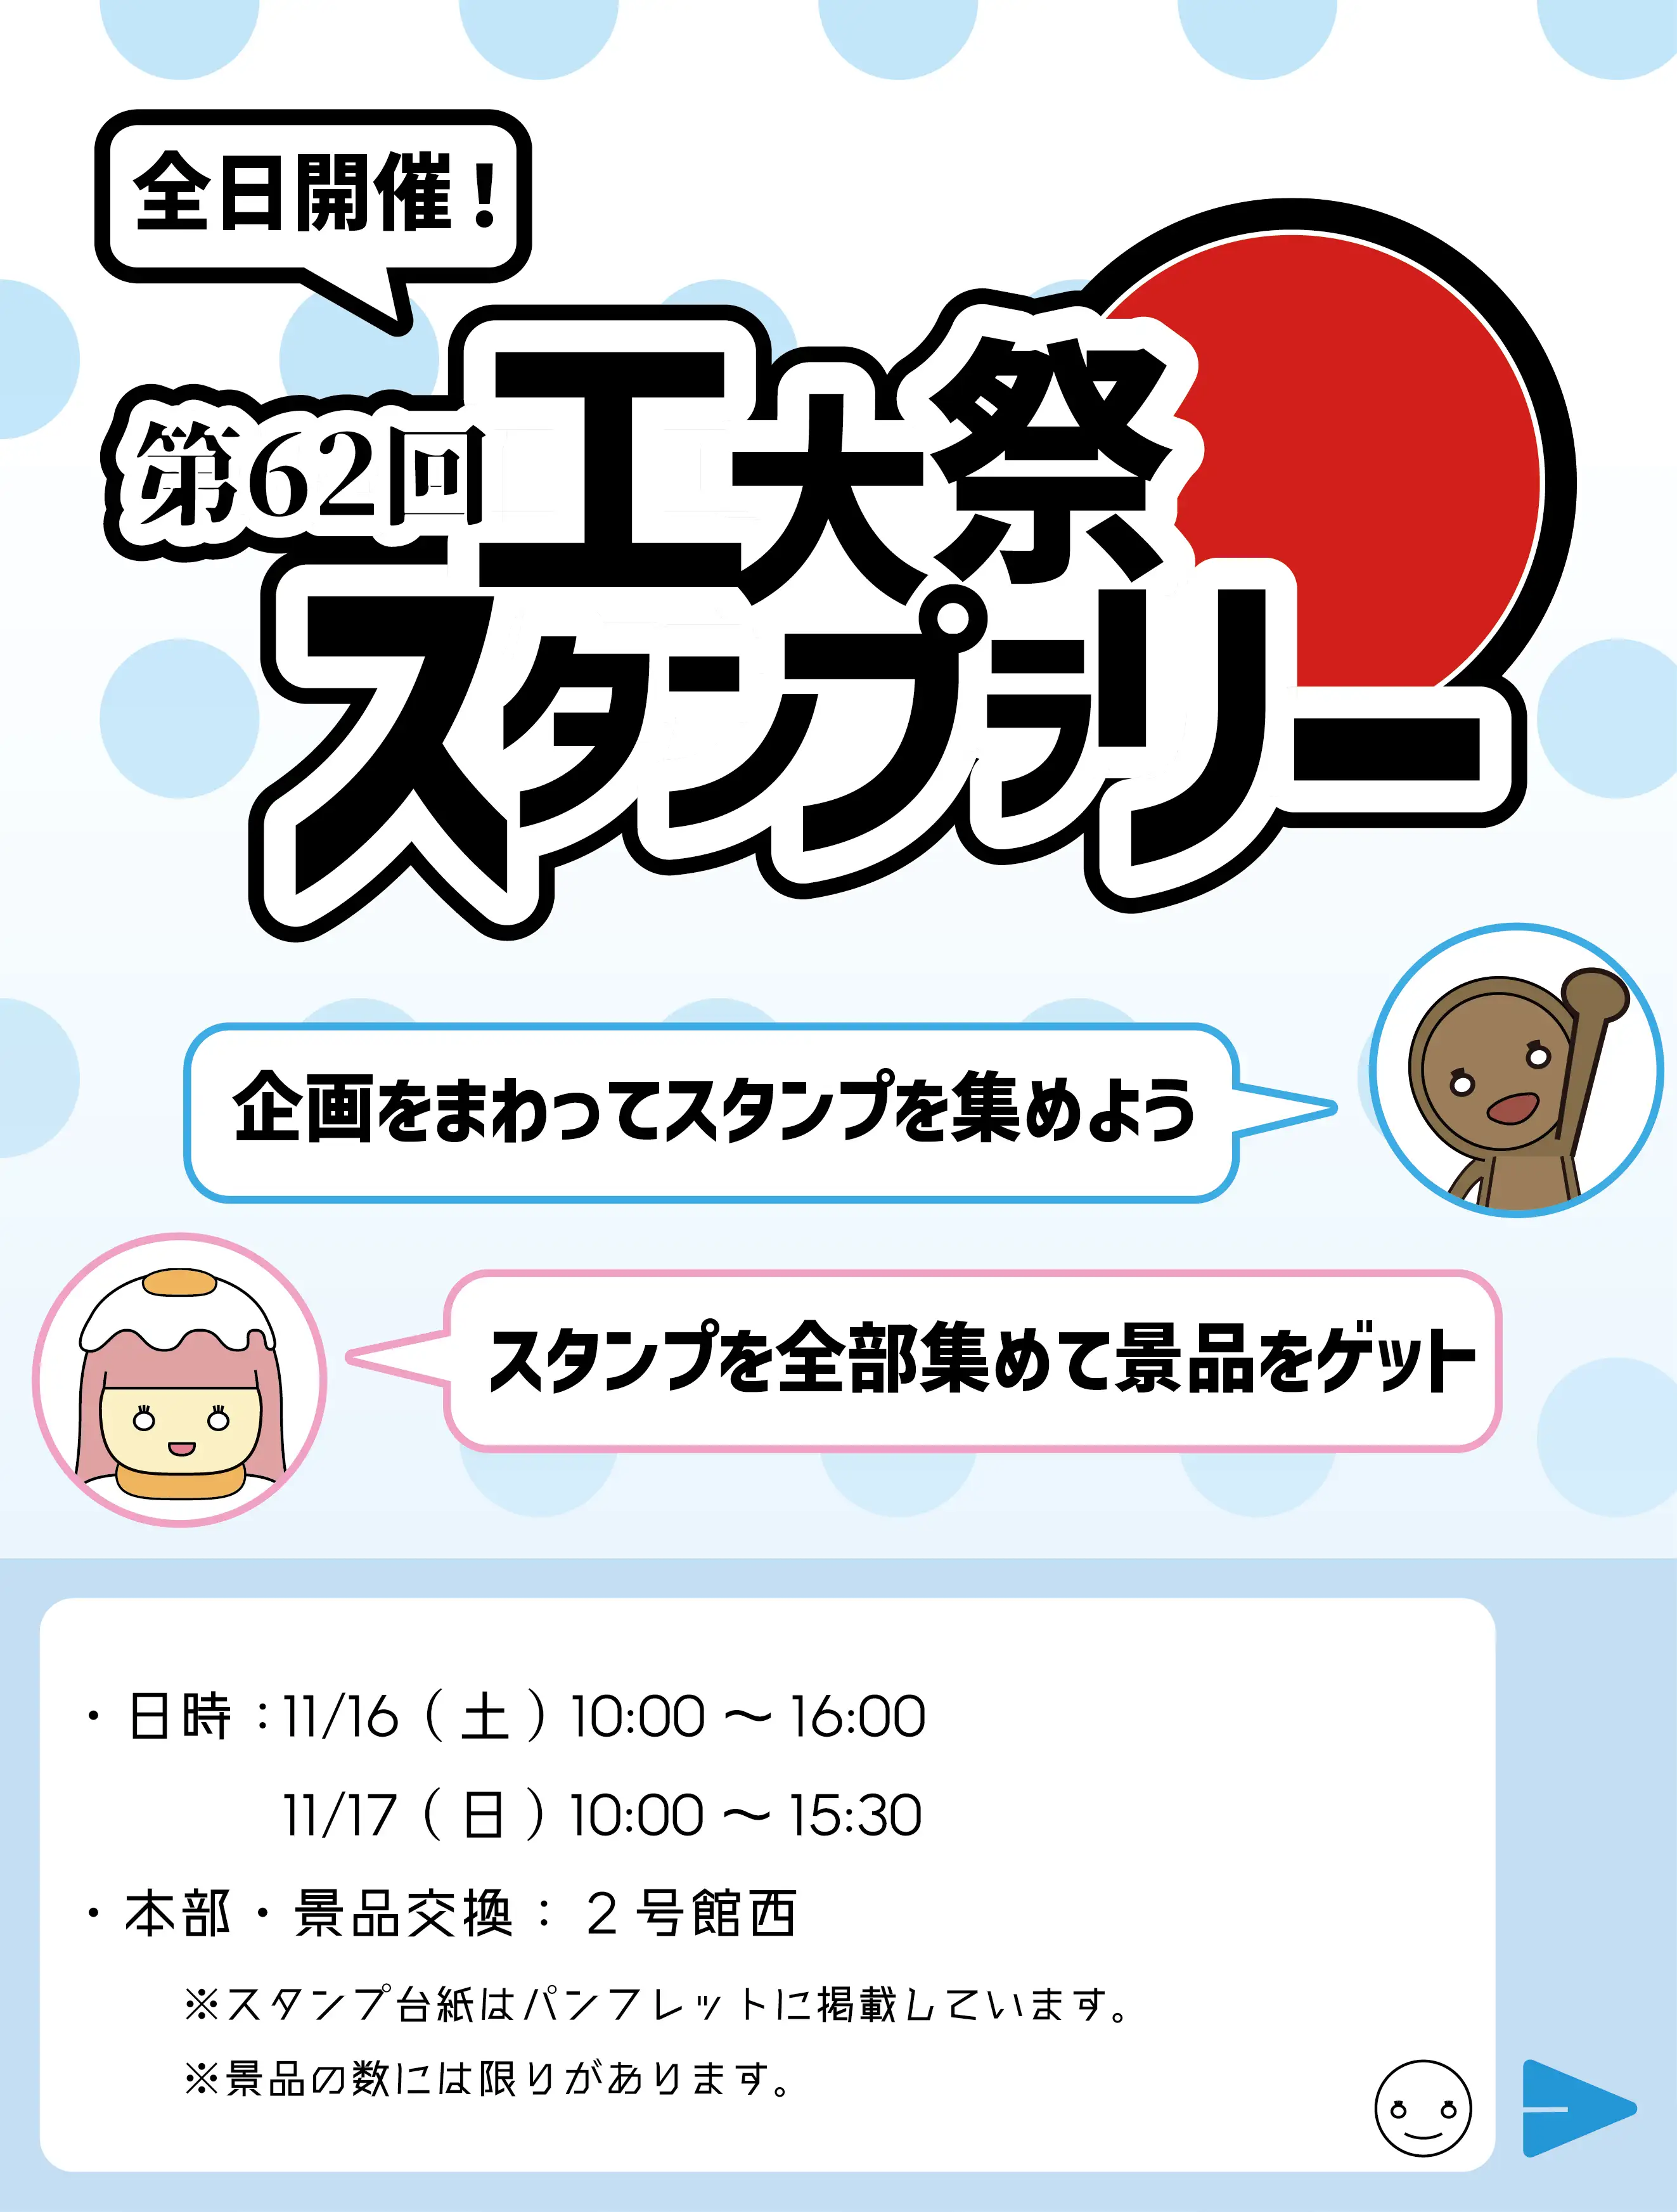 全日開催！
第62回 工大祭
スタンプラリー
企画をまわってスタンプを集めよう
スタンプを全部集めて景品をゲット
・日時：11/16（土）10:00～16:00
11/17（日）10:00～15:30
・本部・景品交換：2号館西
※スタンプ台紙はパンフレットに掲載しています。
※景品の数には限りがあります。